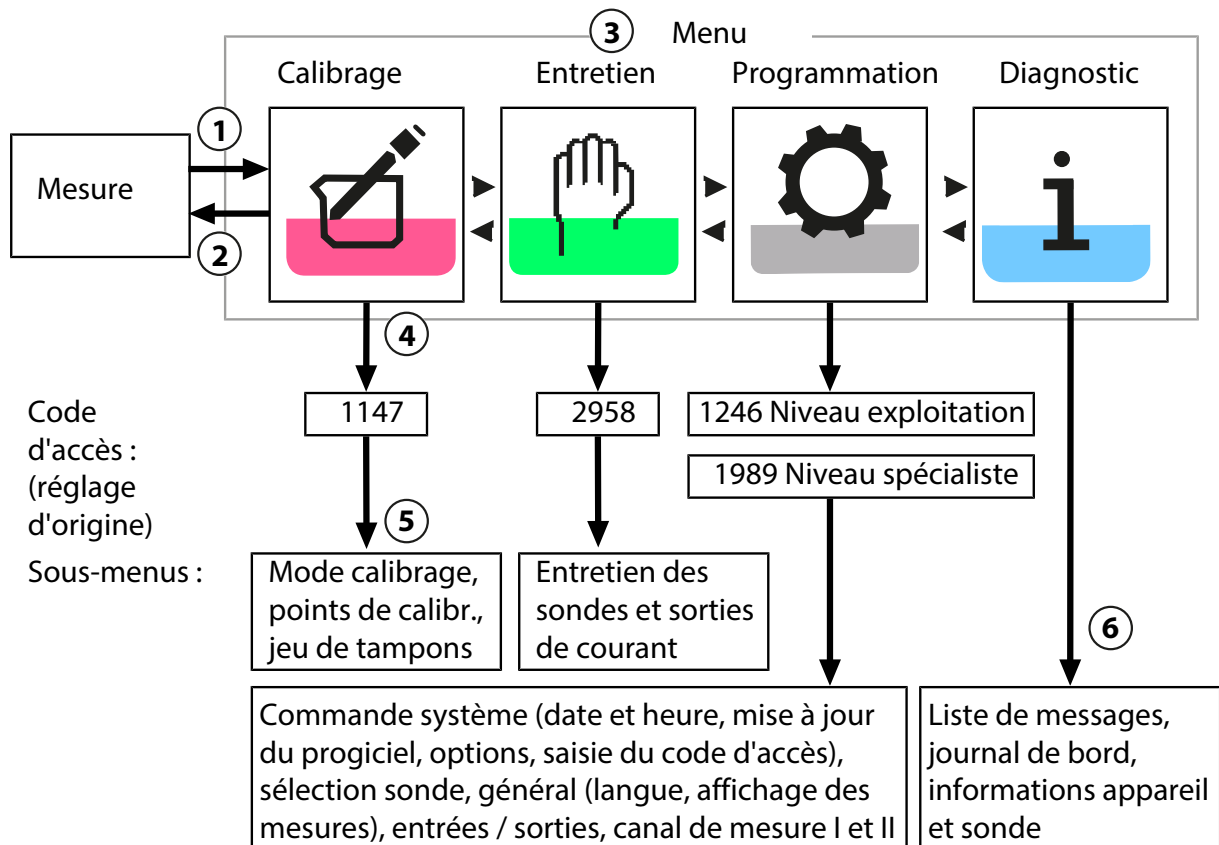 3 Menu
Calibrage Entretien Programmation Diagnostic
1
Mesure
2
4
Code
d'accès :
(réglage
d'origine)
1147
2958
1246 Niveau exploitation
1989 Niveau spécialiste
5
Sous-menus :
Mode calibrage,
points de calibr.,
jeu de tampons
Entretien des
sondes et sorties
de courant
6
Commande système (date et heure, mise à jour
du progiciel, options, saisie du code d'accès),
sélection sonde, général (langue, affichage des
mesures), entrées / sorties, canal de mesure I et II
Liste de messages,
journal de bord,
informations appareil
et sonde